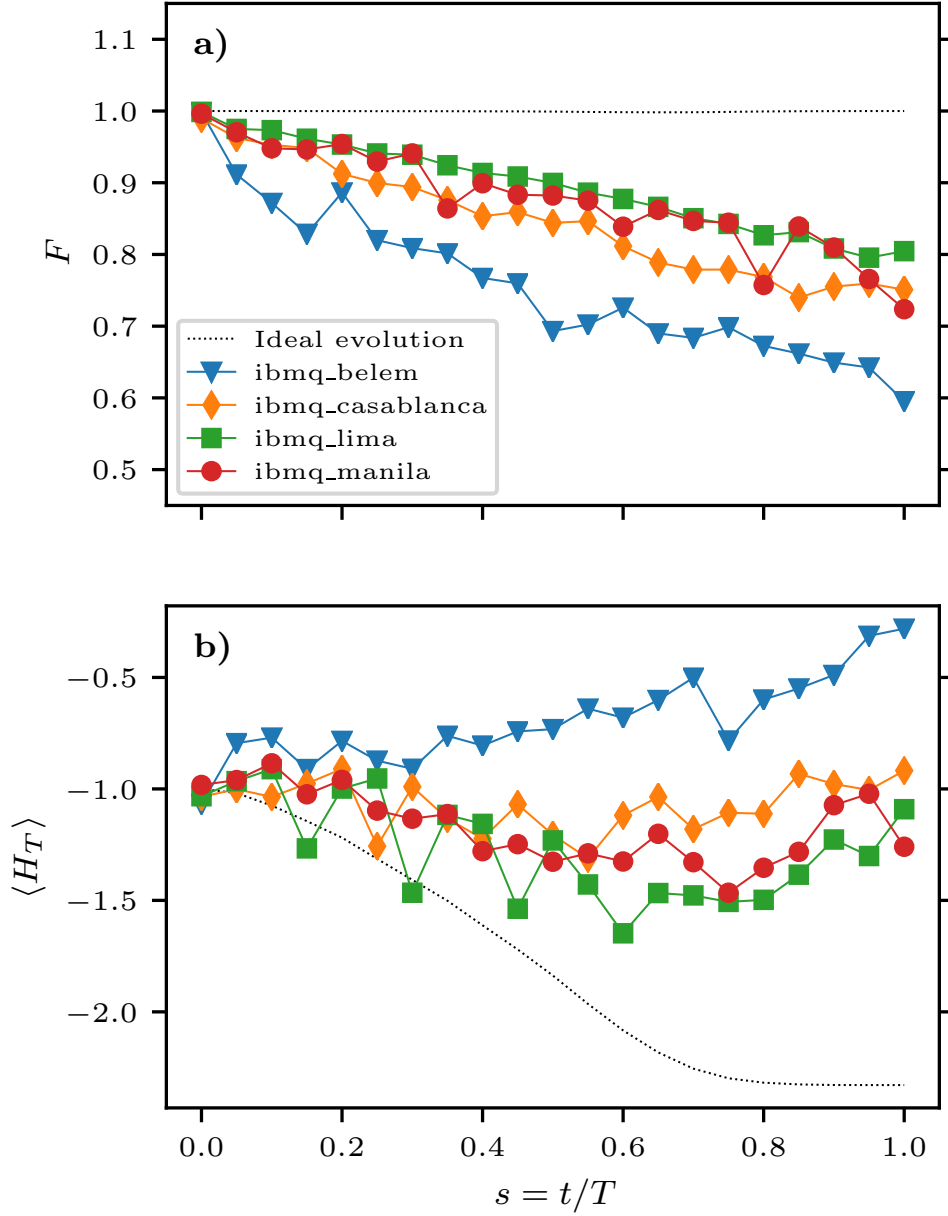 a)
1.1
1.0
0.9
0.8
0.7
0.6
0.5
F
Ideal evolution
ibmq_belem
ibmq_casablanca
ibmq_lima
ibmq_manila
b)
−0.5
−1.0
−1.5
−2.0
⟨H_T⟩
0.0 0.2 0.4 0.6 0.8 1.0
s = t/T